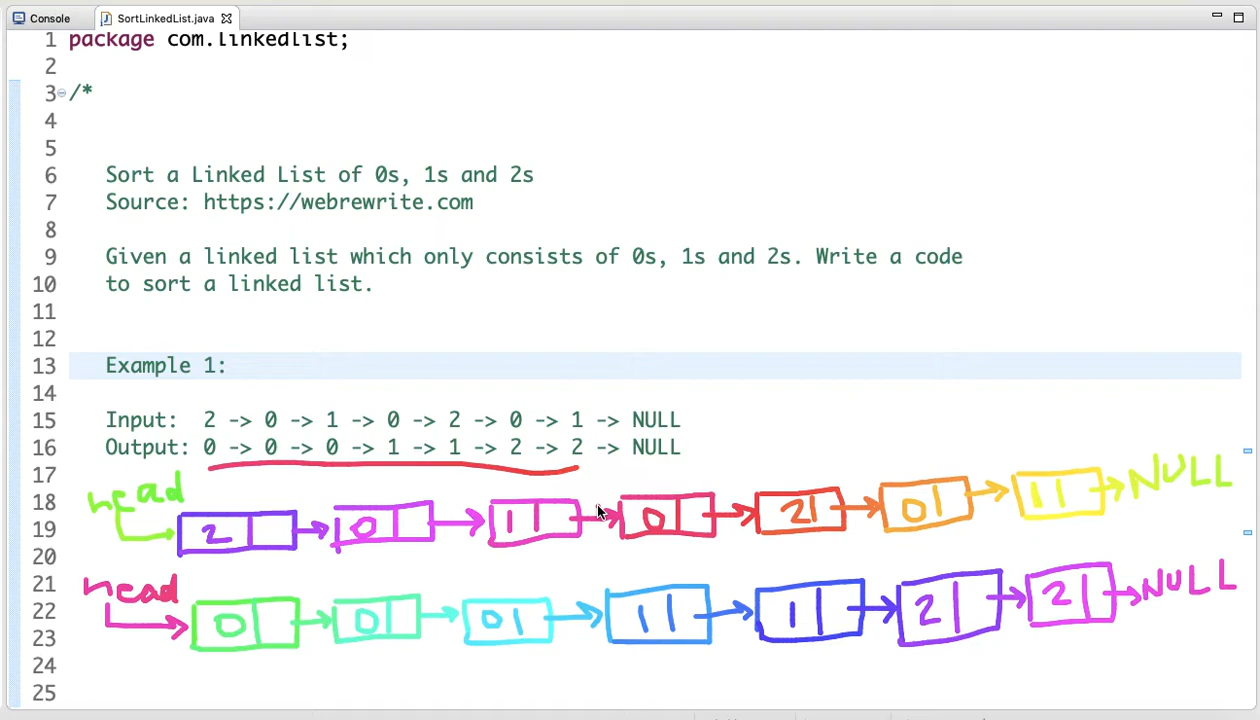 Console SortLinkedList.java
1 package com.linkedlist;
2
3 /*
4
5
6 Sort a Linked List of 0s, 1s and 2s
7 Source: https://webrewrite.com
8
9 Given a linked list which only consists of 0s, 1s and 2s. Write a code
10 to sort a linked list.
11
12
13 Example 1:
14
15 Input: 2 -> 0 -> 1 -> 0 -> 2 -> 0 -> 1 -> NULL
16 Output: 0 -> 0 -> 0 -> 1 -> 1 -> 2 -> 2 -> NULL
17
18
19
20
21
22
23
24
25
head 2 0 1 0 2 0 1 NULL
head 0 0 0 1 1 2 2 NULL